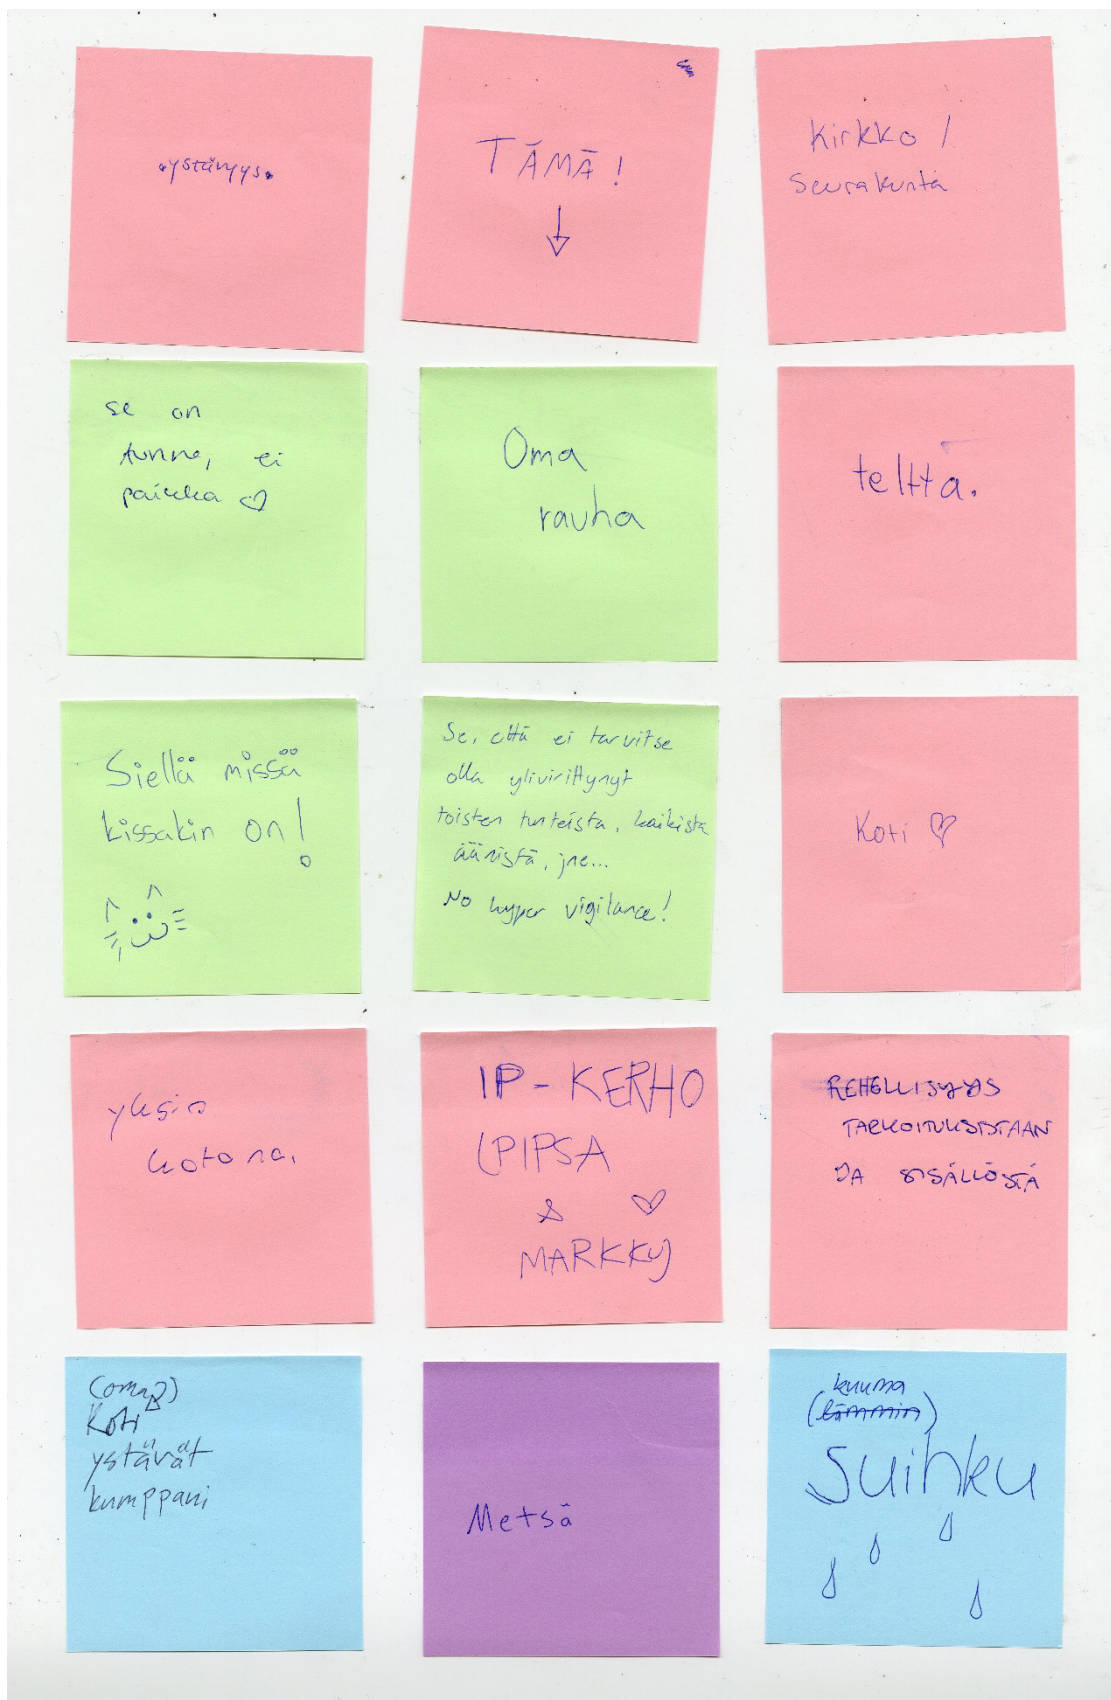 ystävyys
TÄMÄ!
Kirkko /
seurakunta
se on
tunne, ei
paikka
Oma
rauha
teltta.
Siellä missä
kissakin on!
Se, että ei tarvitse
olla ylivirittynyt
toisten tunteista, kaikista
äänistä, jne...
No hyper vigilance!
Koti
yksin
kotona.
IP-KERHO
(PIPSA
&
MARKKU)
REHELLISYYS
TARKOITUKSISTAAN
JA SISÄLLÖSTÄ
(oma)
Koti
ystävät
kumppani
Metsä
kuuma
(lämmin)
Suihku